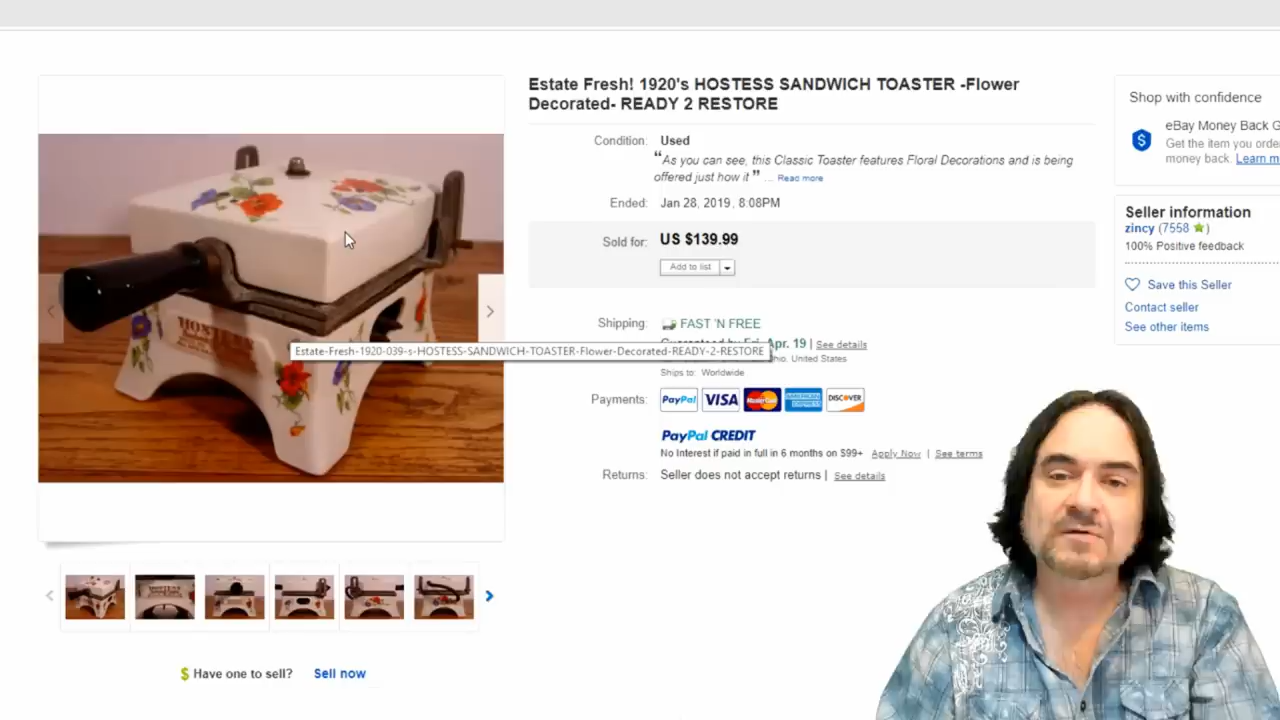 Estate Fresh! 1920's HOSTESS SANDWICH TOASTER -Flower
Decorated- READY 2 RESTORE
Condition: Used
“As you can see, this Classic Toaster features Floral Decorations and is being
offered just how it ” ... Read more
Ended: Jan 28, 2019 , 8:08PM
Sold for: US $139.99
Add to list
Shipping: FAST 'N FREE
Apr. 19 | See details
United States
Ships to: Worldwide
Payments: PayPal VISA MasterCard AMERICAN EXPRESS DISCOVER
PayPal CREDIT
No Interest if paid in full in 6 months on $99+ Apply Now | See terms
Returns: Seller does not accept returns | See details
HOSTESS
Estate-Fresh-1920-039-s-HOSTESS-SANDWICH-TOASTER-Flower-Decorated-READY-2-RESTORE
$ Have one to sell? Sell now
Shop with confidence
eBay Money Back G
Get the item you orde
money back. Learn m
Seller information
zincy (7558 )
100% Positive feedback
Save this Seller
Contact seller
See other items